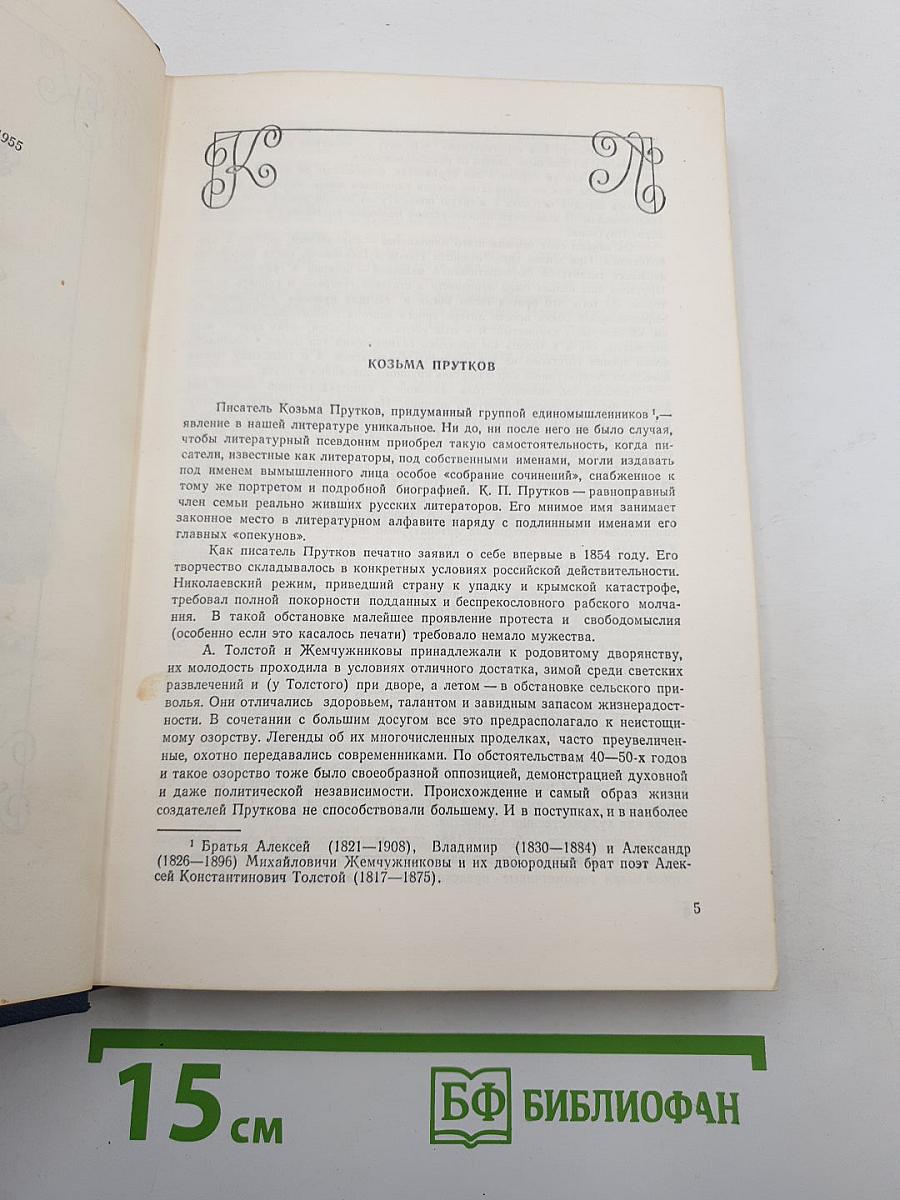 1955
К П
КОЗЬМА ПРУТКОВ
Писатель Козьма Прутков, придуманный группой единомышленников ¹,—
явление в нашей литературе уникальное. Ни до, ни после него не было случая,
чтобы литературный псевдоним приобрел такую самостоятельность, когда пи-
сатели, известные как литераторы, под собственными именами, могли издавать
под именем вымышленного лица особое «собрание сочинений», снабженное к
тому же портретом и подробной биографией. К. П. Прутков — равноправный
член семьи реально живших русских литераторов. Его мнимое имя занимает
законное место в литературном алфавите наряду с подлинными именами его
главных «опекунов».
Как писатель Прутков печатно заявил о себе впервые в 1854 году. Его
творчество складывалось в конкретных условиях российской действительности.
Николаевский режим, приведший страну к упадку и крымской катастрофе,
требовал полной покорности подданных и беспрекословного рабского молча-
ния. В такой обстановке малейшее проявление протеста и свободомыслия
(особенно если это касалось печати) требовало немало мужества.
А. Толстой и Жемчужниковы принадлежали к родовитому дворянству,
их молодость проходила в условиях отличного достатка, зимой среди светских
развлечений и (у Толстого) при дворе, а летом — в обстановке сельского при-
волья. Они отличались здоровьем, талантом и завидным запасом жизнерадост-
ности. В сочетании с большим досугом все это предрасполагало к неистощи-
мому озорству. Легенды об их многочисленных проделках, часто преувеличен-
ные, охотно передавались современниками. По обстоятельствам 40—50-х годов
и такое озорство тоже было своеобразной оппозицией, демонстрацией духовной
и даже политической независимости. Происхождение и самый образ жизни
создателей Пруткова не способствовали большему. И в поступках, и в наиболее
¹ Братья Алексей (1821—1908), Владимир (1830—1884) и Александр
(1826—1896) Михайловичи Жемчужниковы и их двоюродный брат поэт Алек-
сей Константинович Толстой (1817—1875).
5
15 см
БФ БИБЛИОФАН